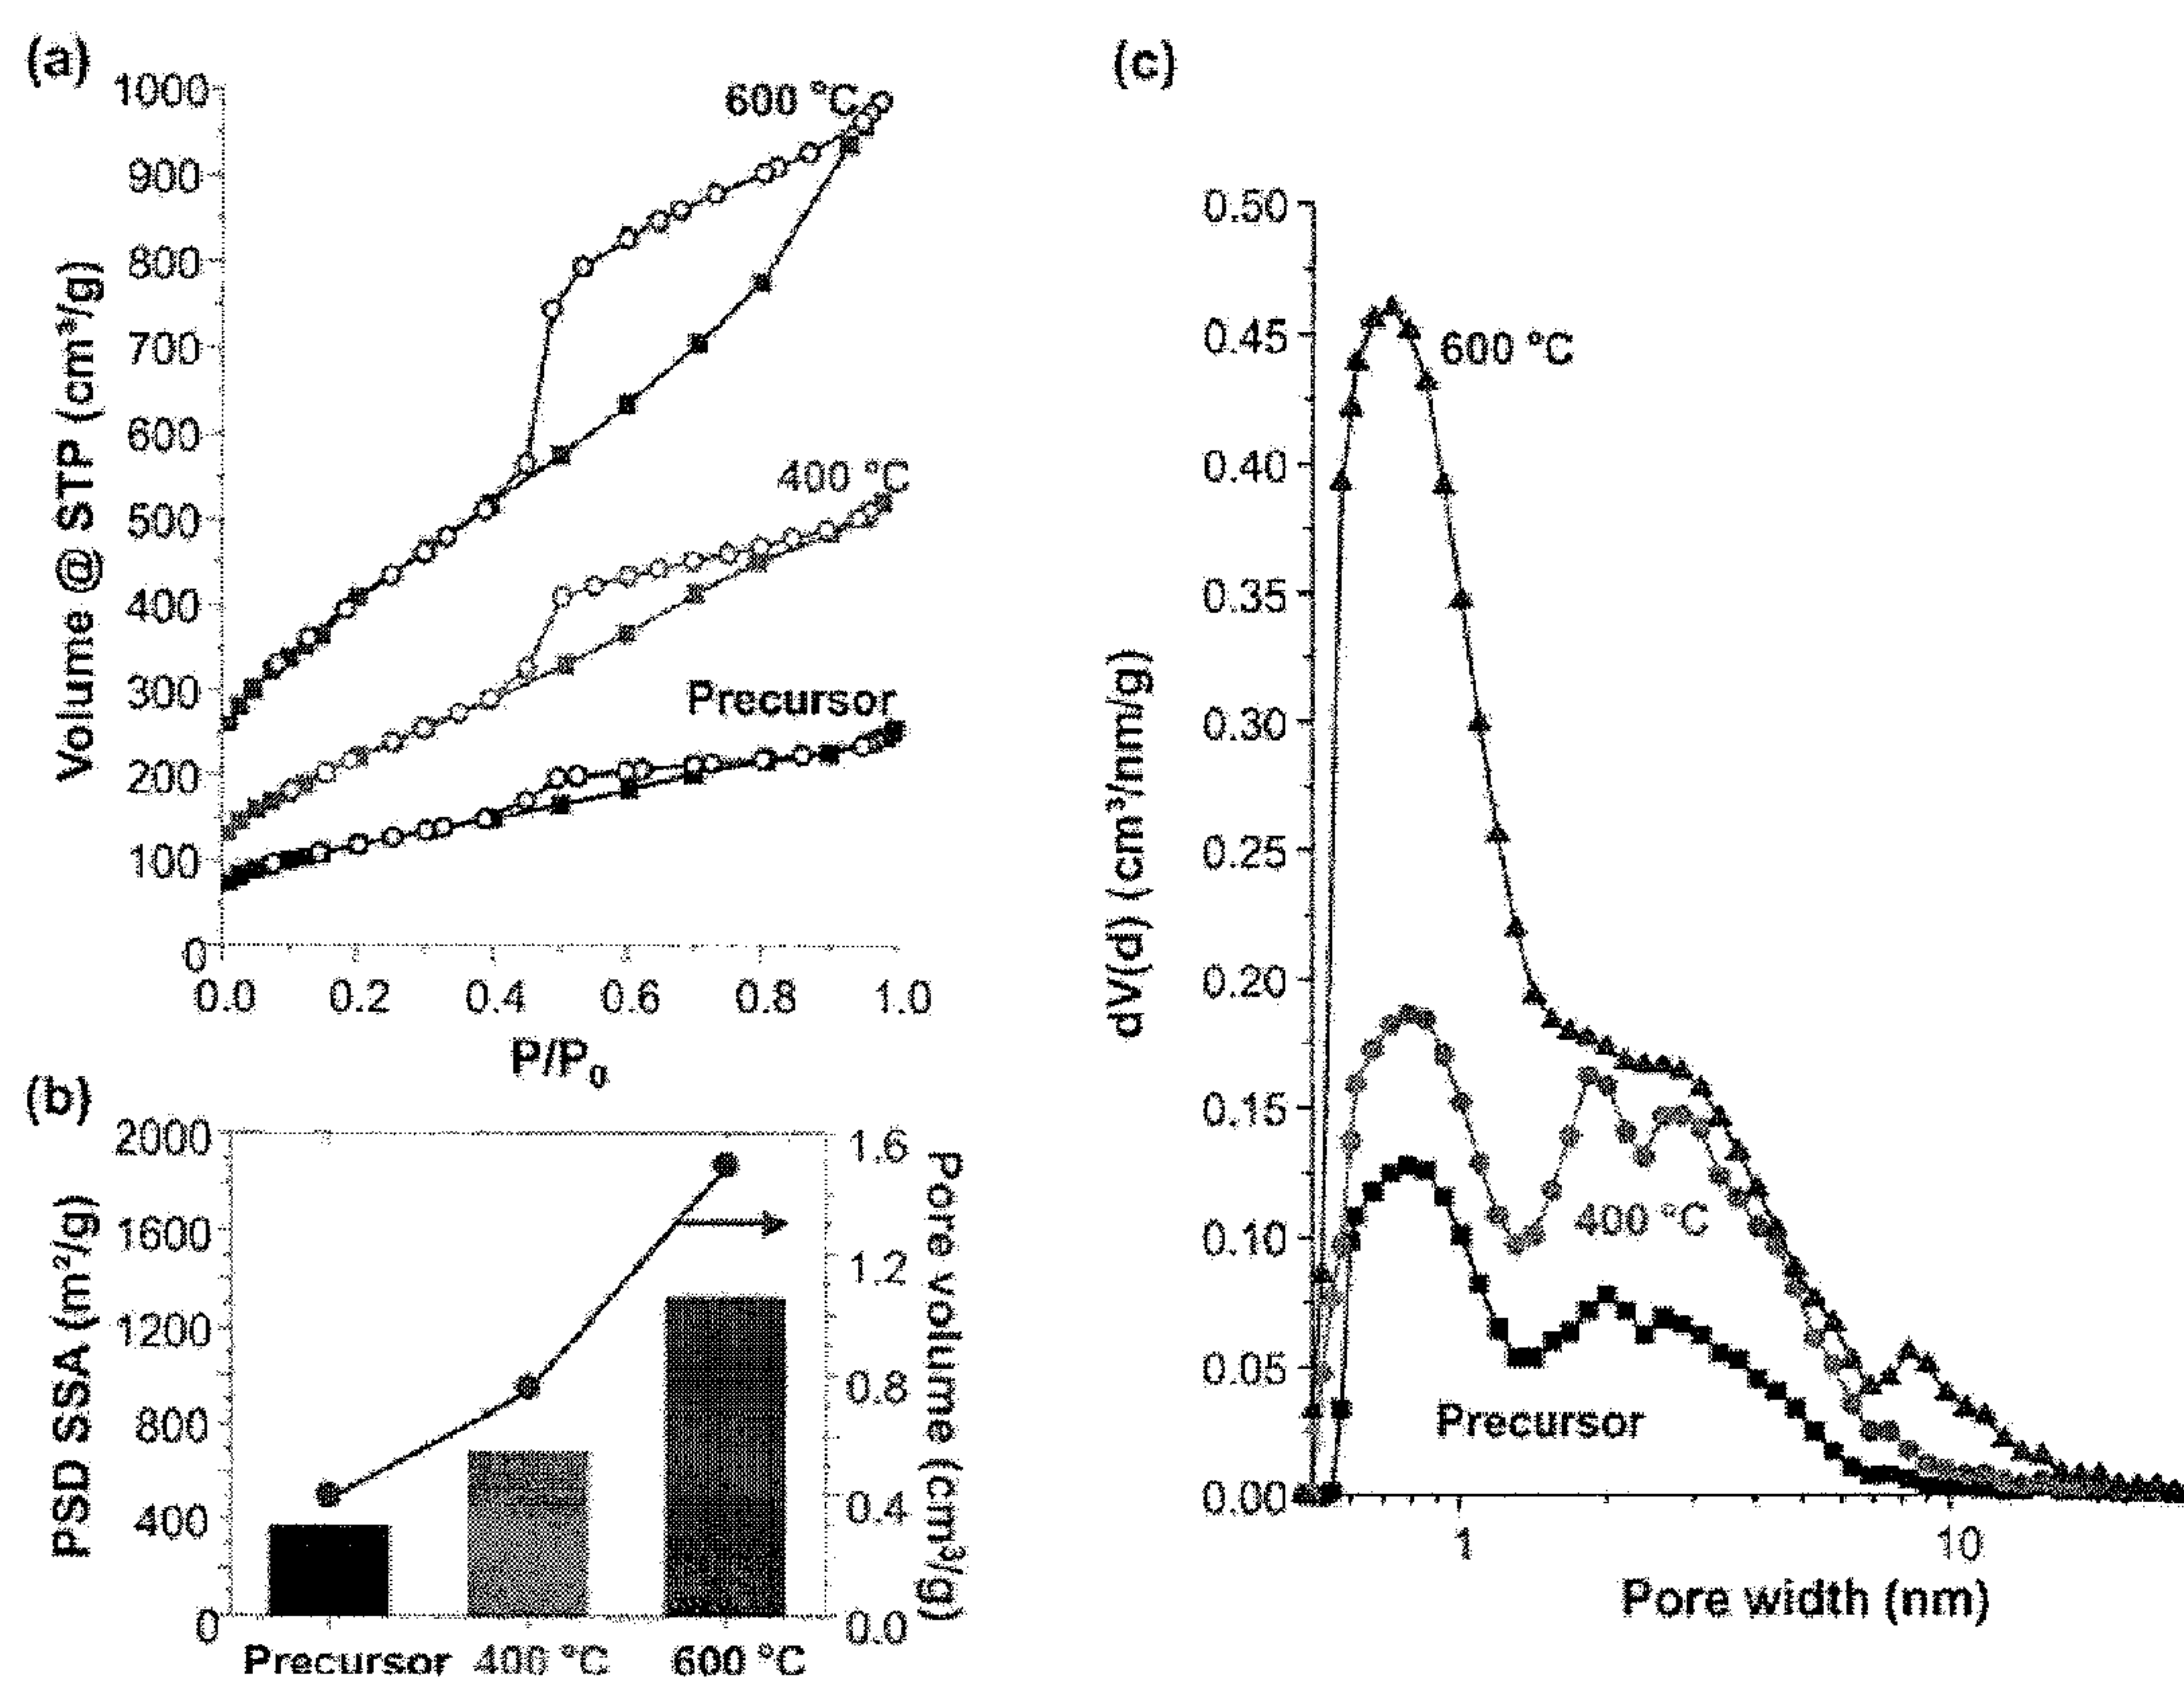 (a)
1000
900
800
700
600
500
400
300
200
100
0
Volume @ STP (cm³/g)
600 °C
400 °C
Precursor
0.0 0.2 0.4 0.6 0.8 1.0
P/P₀
(b)
2000
1600
1200
800
400
0
PSD SSA (m²/g)
1.6
1.2
0.8
0.4
0.0
Pore volume (cm³/g)
Precursor 400 °C 600 °C
(c)
0.50
0.45
0.40
0.35
0.30
0.25
0.20
0.15
0.10
0.05
0.00
dV(d) (cm³/nm/g)
600 °C
400 °C
Precursor
1 10
Pore width (nm)